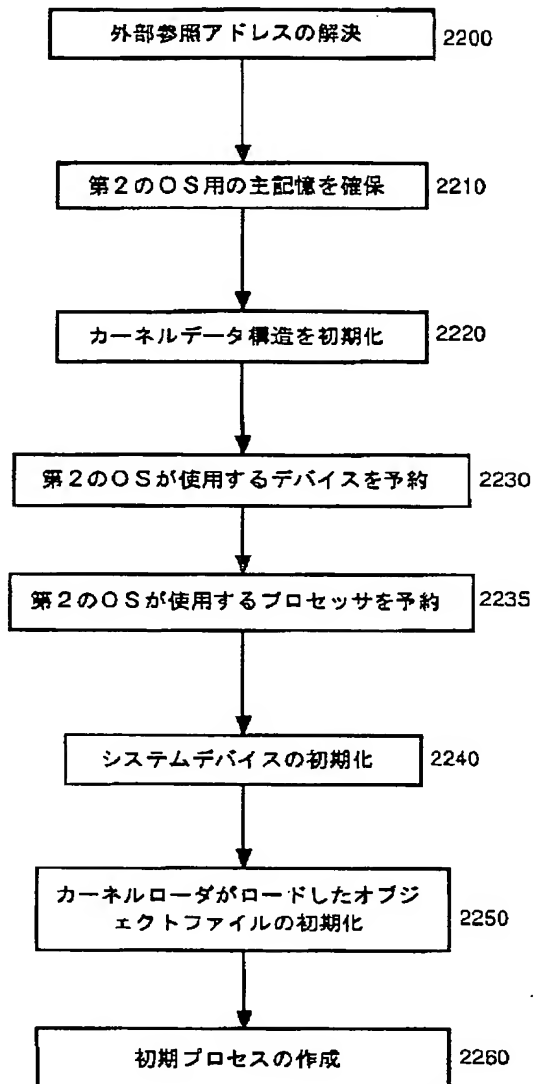 外部参照アドレスの解決 2200
第2のOS用の主記憶を確保 2210
カーネルデータ構造を初期化 2220
第2のOSが使用するデバイスを予約 2230
第2のOSが使用するプロセッサを予約 2235
システムデバイスの初期化 2240
カーネルローダがロードしたオブジ
ェクトファイルの初期化 2250
初期プロセスの作成 2260